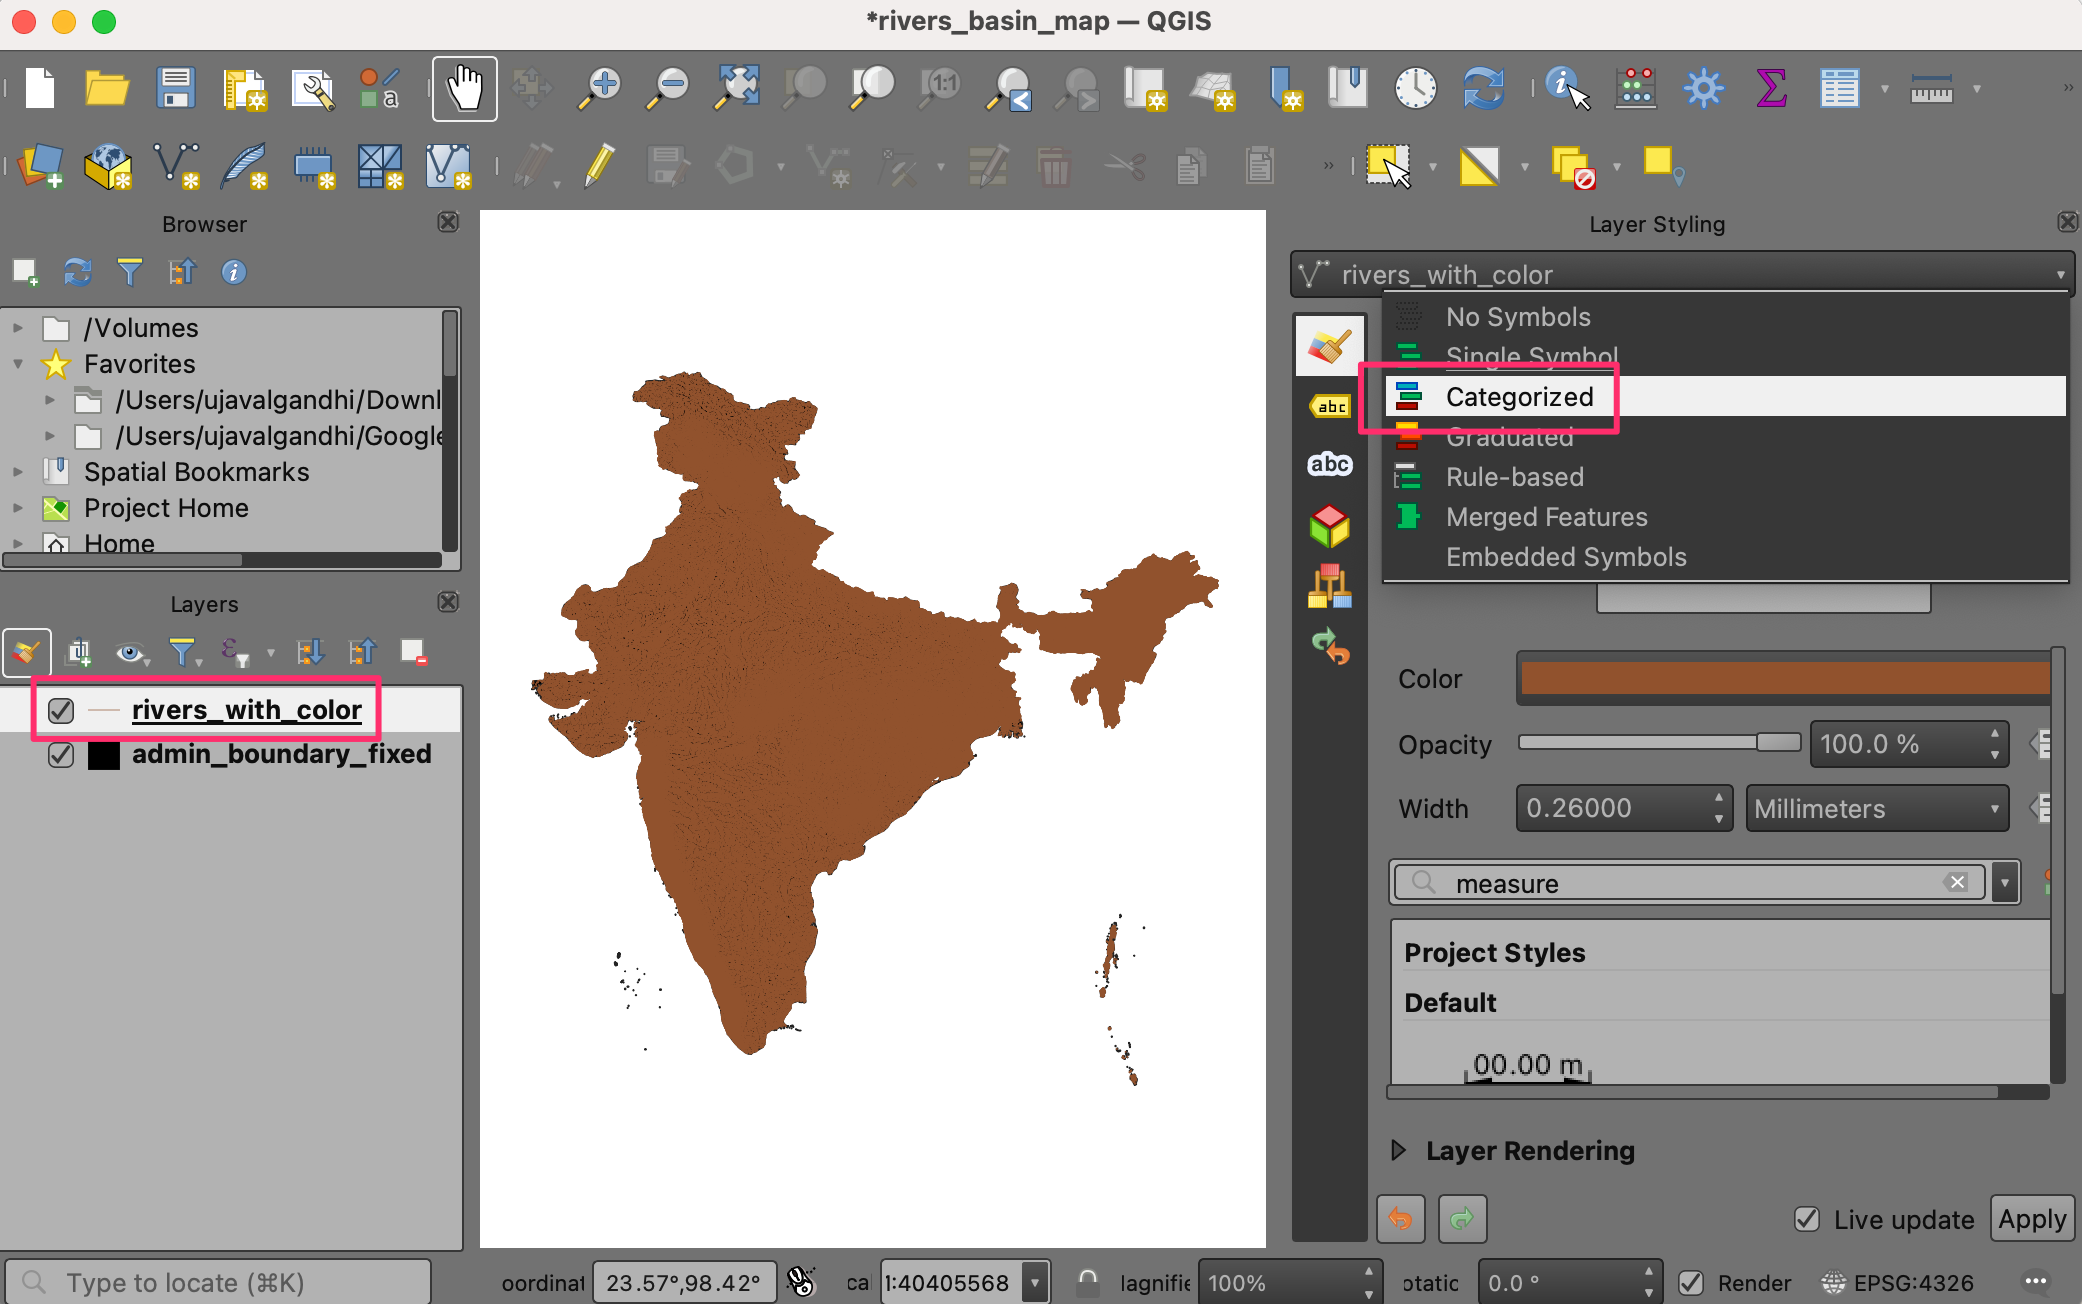 *rivers_basin_map — QGIS
a
1:1
Browser
/Volumes
Favorites
/Users/ujavalgandhi/Downl
/Users/ujavalgandhi/Google
Spatial Bookmarks
Project Home
Home
Layers
rivers_with_color
admin_boundary_fixed
Layer Styling
rivers_with_color
No Symbols
Single Symbol
Categorized
Graduated
Rule-based
Merged Features
Embedded Symbols
abc
abc
Color
Opacity
100.0 %
Width
0.26000
Millimeters
measure
Project Styles
Default
00.00 m
Layer Rendering
Live update
Apply
Type to locate (⌘K)
oordinat 23.57°,98.42° cal 1:40405568 lagnifie 100% otatic 0.0 ° Render EPSG:4326